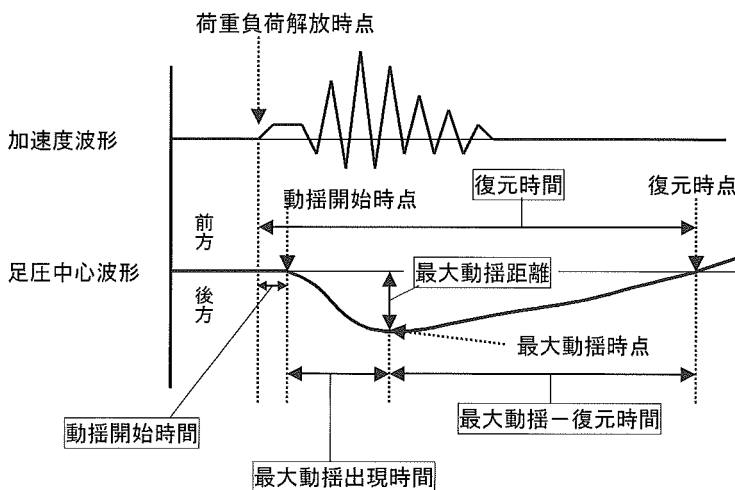 荷重負荷解放時点
加速度波形
復元時間
動揺開始時点
復元時点
前方
足圧中心波形
最大動揺距離
後方
最大動揺時点
動揺開始時間
最大動揺ー復元時間
最大動揺出現時間